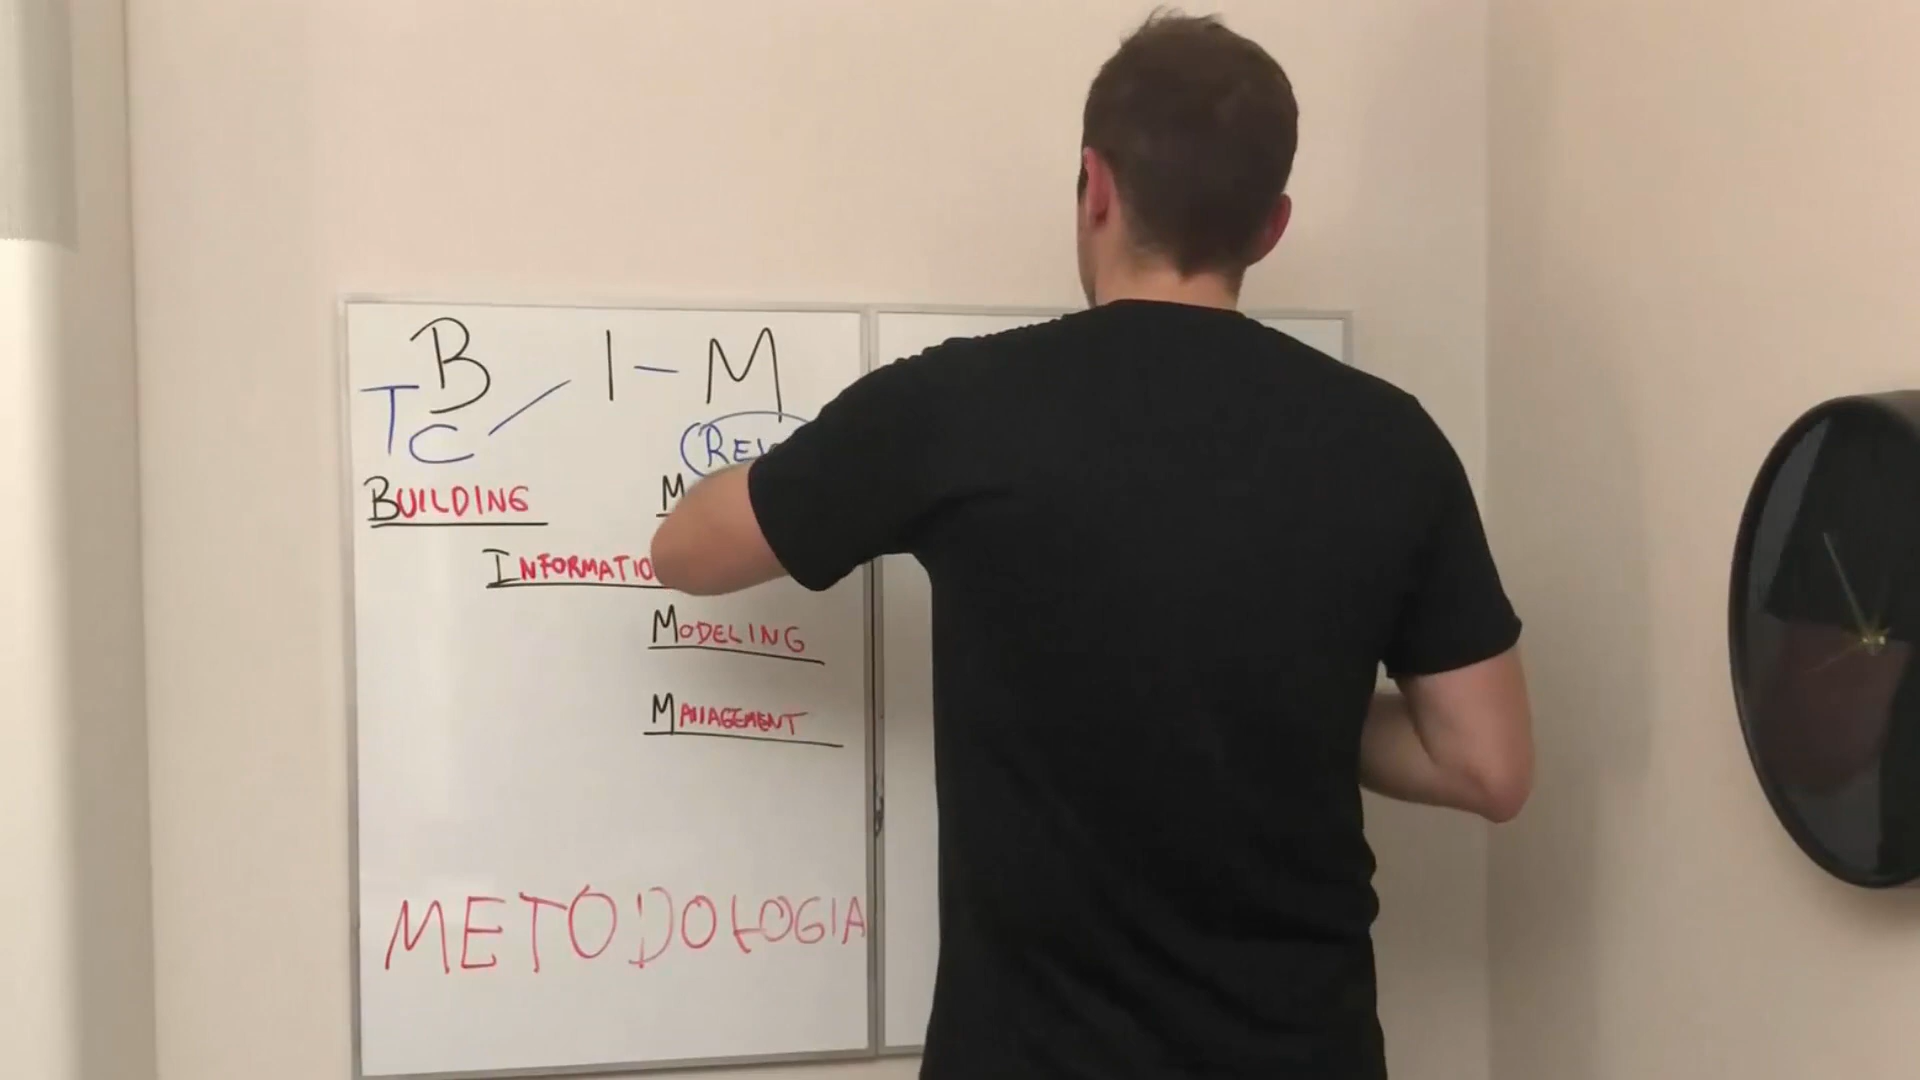 B I - M
T C /
BUILDING
INFORMATIO
MODELING
MANAGEMENT
METODOLOGIA